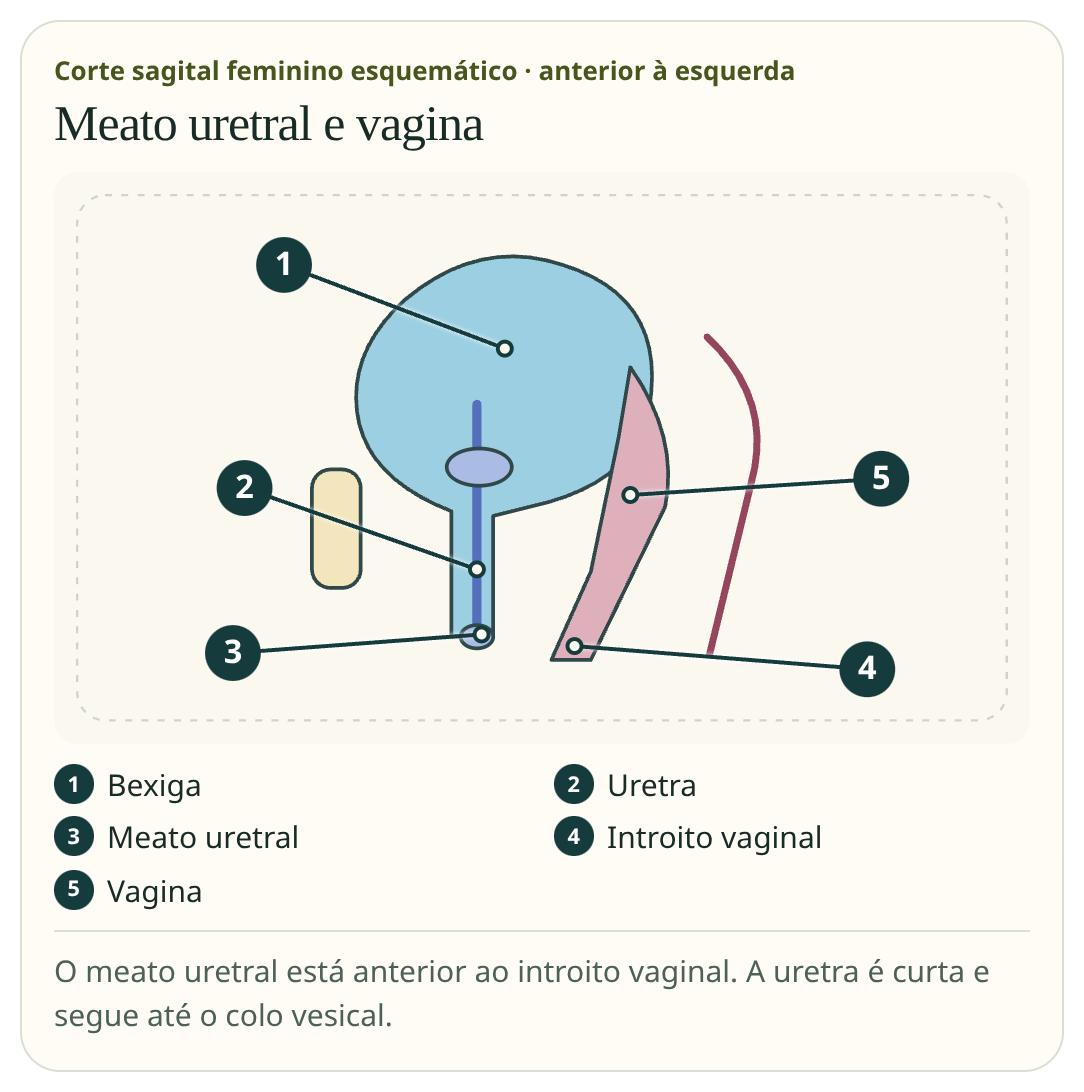 Corte sagital feminino esquemático · anterior à esquerda
Meato uretral e vagina
1
2
3
5
4
1 Bexiga
2 Uretra
3 Meato uretral
4 Introito vaginal
5 Vagina
O meato uretral está anterior ao introito vaginal. A uretra é curta e
segue até o colo vesical.